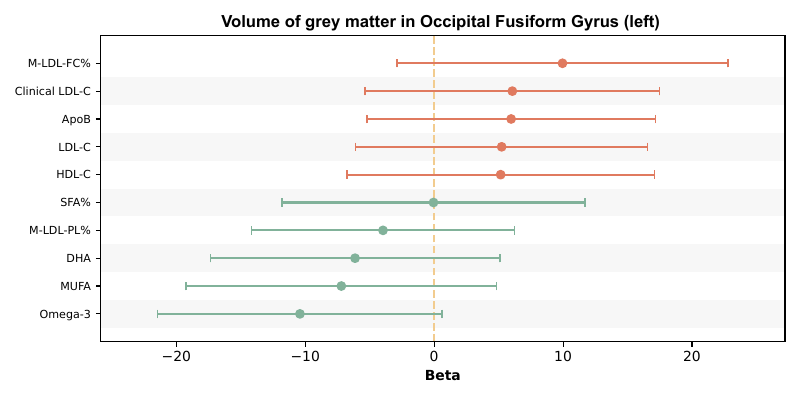 Volume of grey matter in Occipital Fusiform Gyrus (left)
M-LDL-FC%
Clinical LDL-C
ApoB
LDL-C
HDL-C
SFA%
M-LDL-PL%
DHA
MUFA
Omega-3
−20 −10 0 10 20
Beta